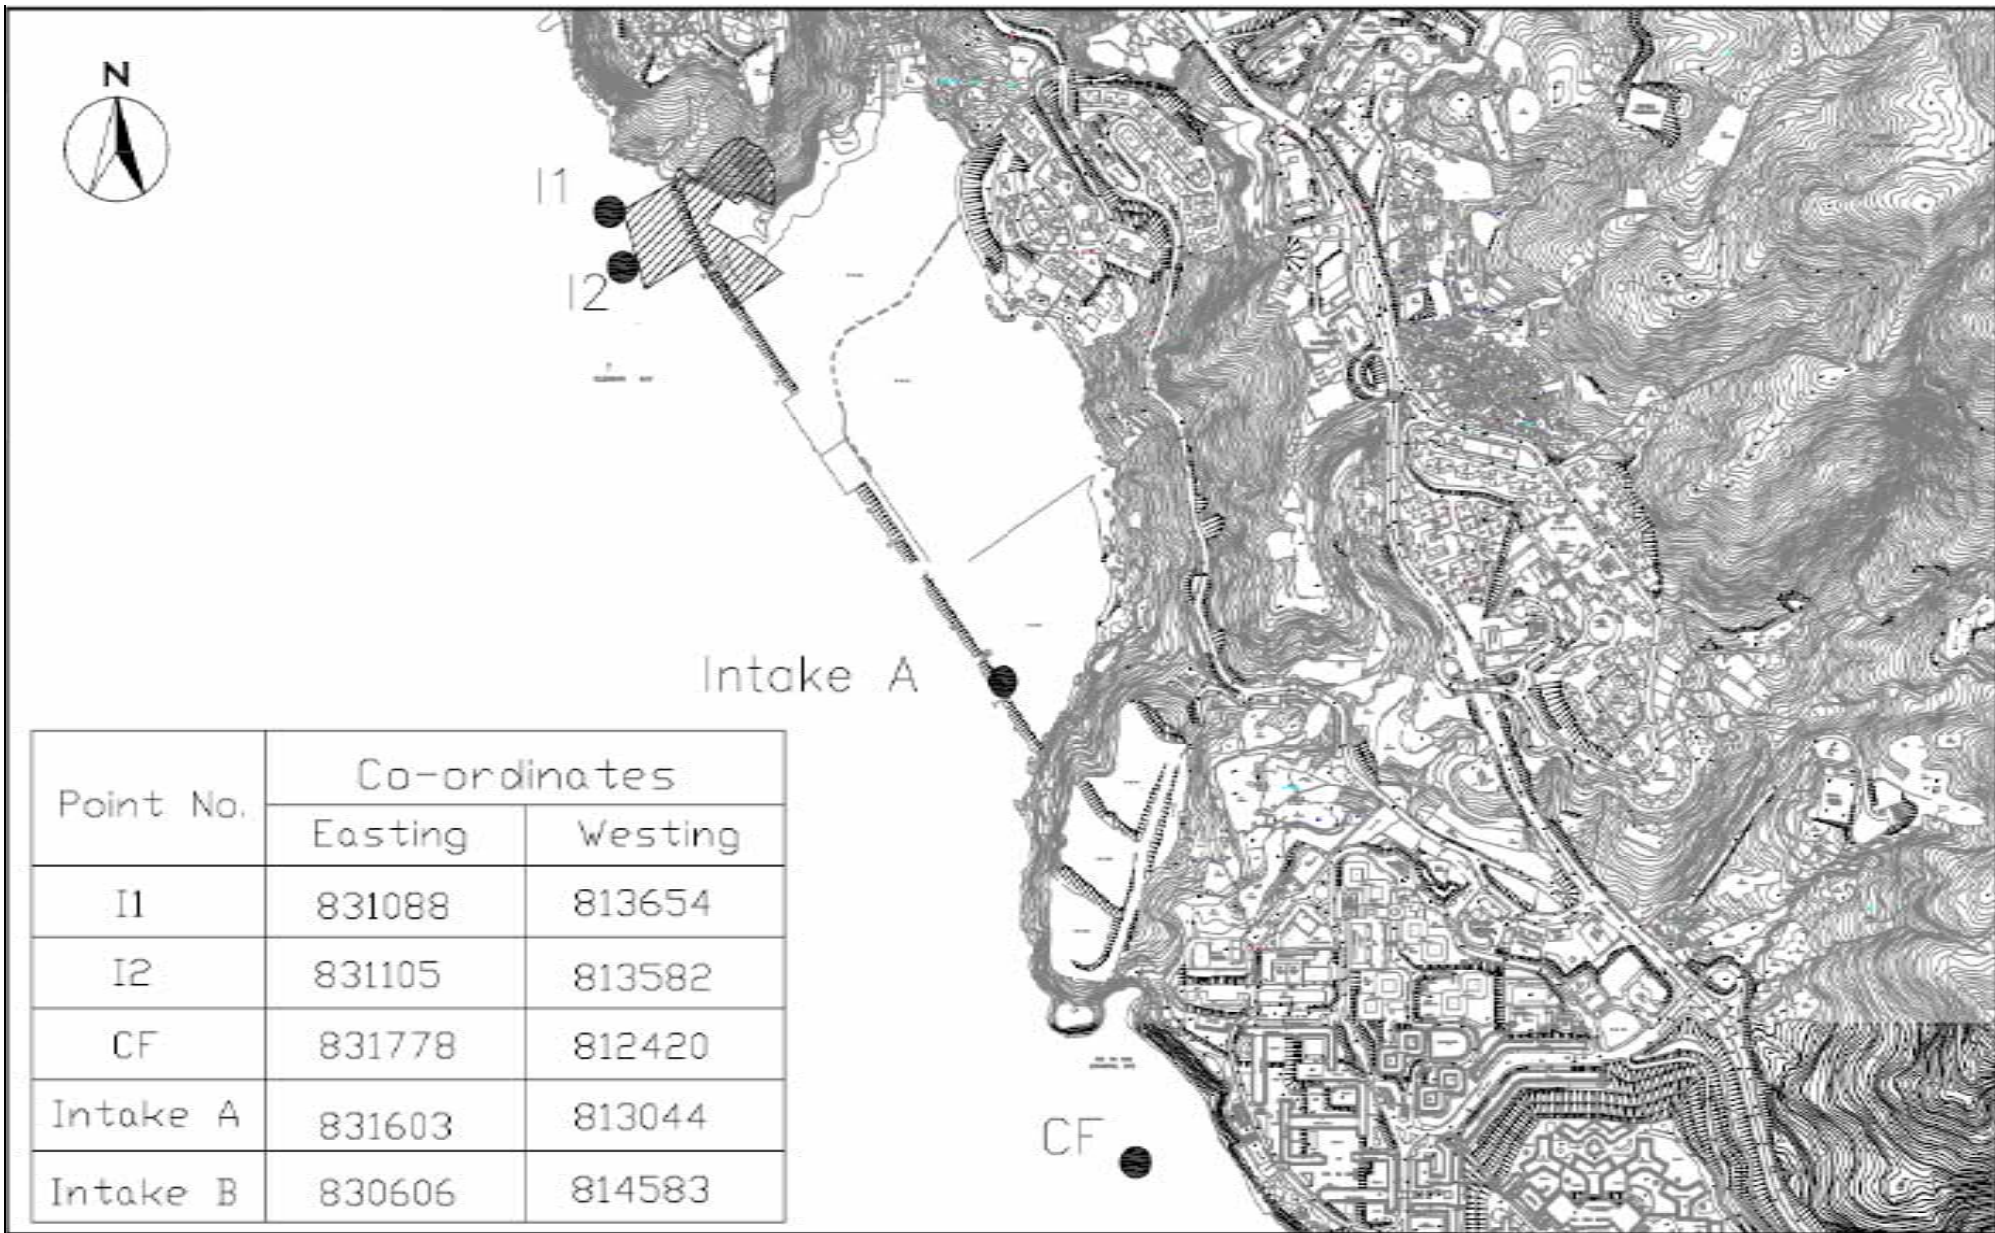 N
I1
I2
Intake A
Point No.
Co-ordinates
Easting
Westing
I1
831088
813654
I2
831105
813582
CF
831778
812420
Intake A
831603
813044
Intake B
830606
814583
CF